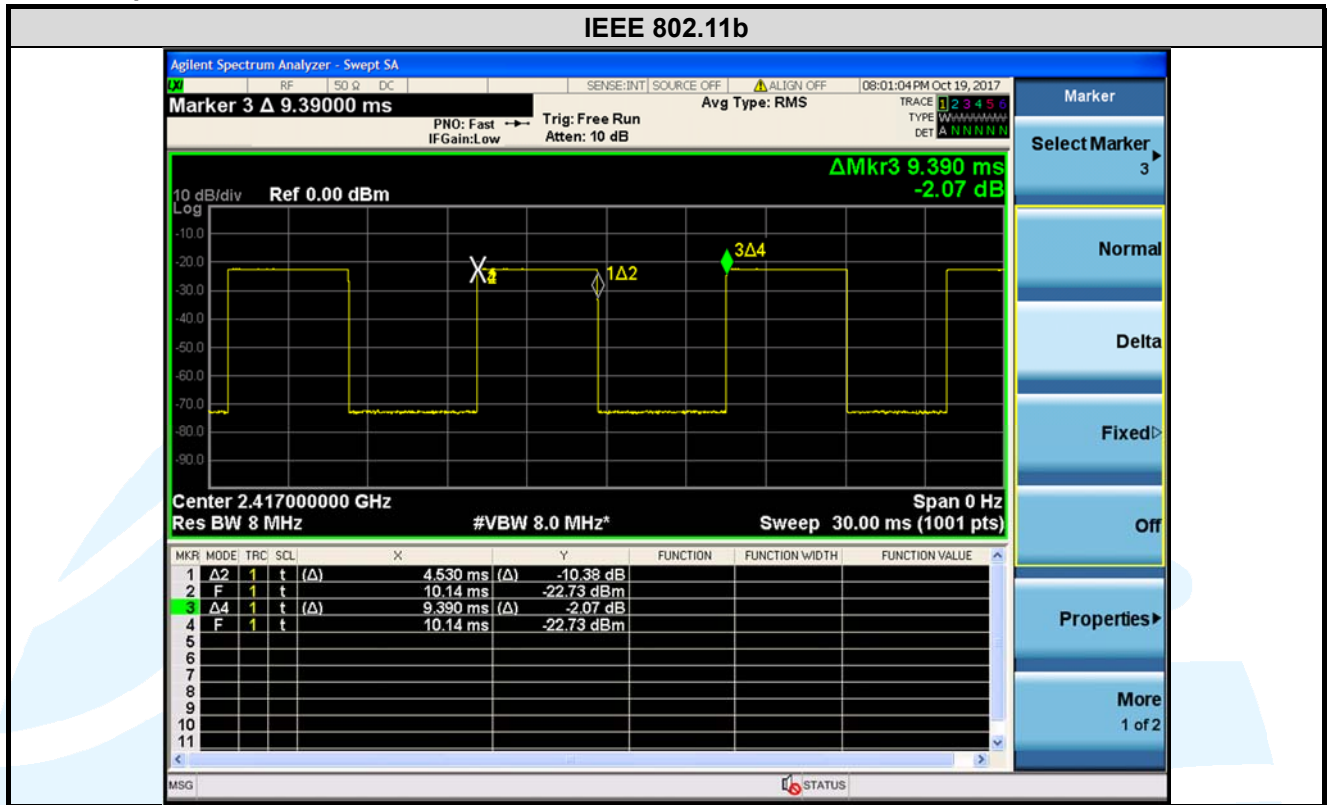 IEEE 802.11b
Agilent Spectrum Analyzer - Swept SA
LXI RF 50 Ω DC SENSE:INT SOURCE OFF ALIGN OFF 08:01:04 PM Oct 19, 2017
Marker 3 Δ 9.39000 ms
PNO: Fast
IFGain:Low
Trig: Free Run
Atten: 10 dB
Avg Type: RMS
TRACE 1 2 3 4 5 6
TYPE W
DET A N N N N N
ΔMkr3 9.390 ms
-2.07 dB
10 dB/div Ref 0.00 dBm
Log
-10.0
-20.0
-30.0
-40.0
-50.0
-60.0
-70.0
-80.0
-90.0
X
1Δ2
3Δ4
Center 2.417000000 GHz Span 0 Hz
Res BW 8 MHz #VBW 8.0 MHz* Sweep 30.00 ms (1001 pts)
MKR MODE TRC SCL X Y FUNCTION FUNCTION WIDTH FUNCTION VALUE
1 Δ2 1 t (Δ) 4.530 ms (Δ) -10.38 dB
2 F 1 t 10.14 ms -22.73 dBm
3 Δ4 1 t (Δ) 9.390 ms (Δ) -2.07 dB
4 F 1 t 10.14 ms -22.73 dBm
5
6
7
8
9
10
11
MSG STATUS
Marker
Select Marker
3
Normal
Delta
Fixed
Off
Properties
More
1 of 2